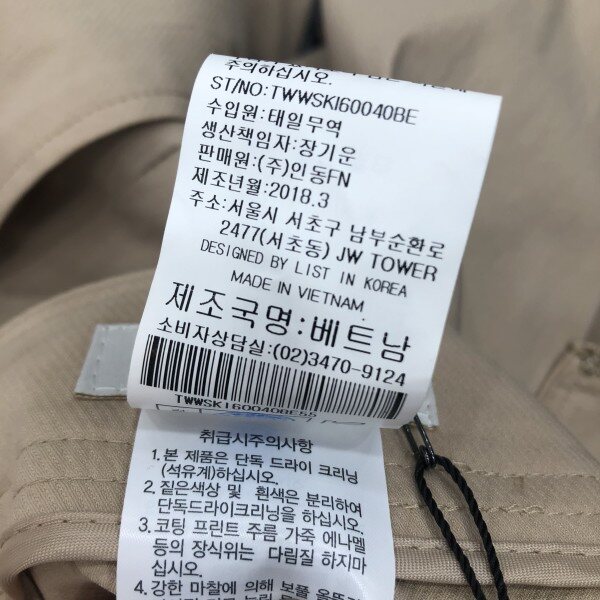 주의하십시오.
ST/NO:TWWSKI60040BE
수입원:태일무역
생산책임자:장기운
판매원:(주)인동FN
제조년월:2018.3
주소:서울시 서초구 남부순환로
2477(서초동) JW TOWER
DESIGNED BY LIST IN KOREA
MADE IN VIETNAM
제조국명:베트남
소비자상담실:(02)3470-9124
TWWSKI60040BE55
취급시주의사항
1.본 제품은 단독 드라이 크리닝
(석유계)하십시오.
2.짙은색상 및 흰색은 분리하여
단독드라이크리닝을 하십시오.
3.코팅 프린트 주름 가죽 에나멜
등의 장식위는 다림질 하지마
십시오.
4.강한 마찰에 의해 보풀